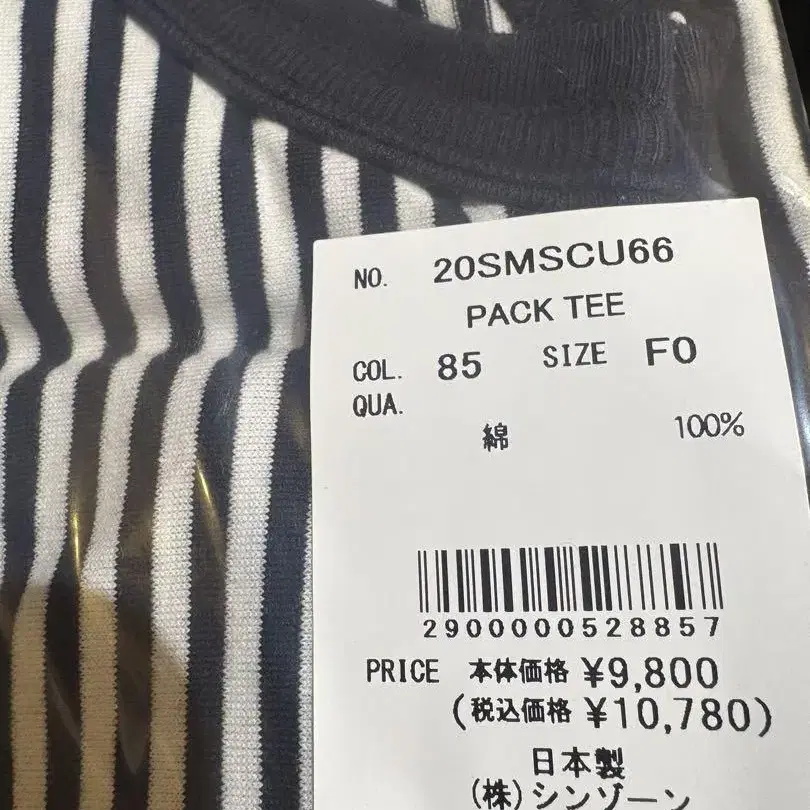 NO. 20SMSCU66
PACK TEE
COL. 85 SIZE F0
QUA.
綿 100%
2900000528857
PRICE 本体価格 ¥9,800
(税込価格 ¥10,780)
日本製
(株)シンゾーン